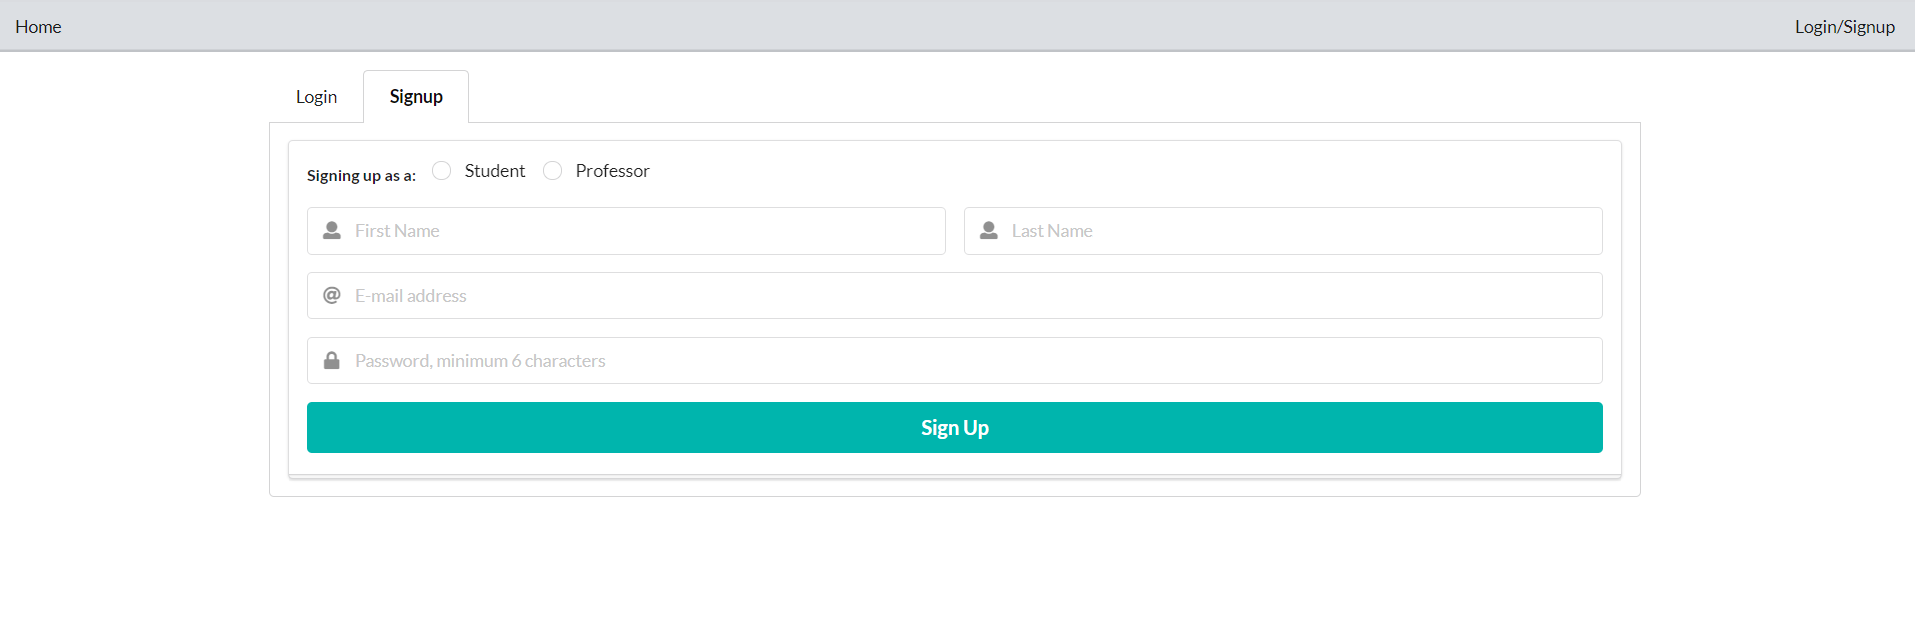 Home Login/Signup
Login Signup
Signing up as a: Student Professor
First Name Last Name
@ E-mail address
Password, minimum 6 characters
Sign Up